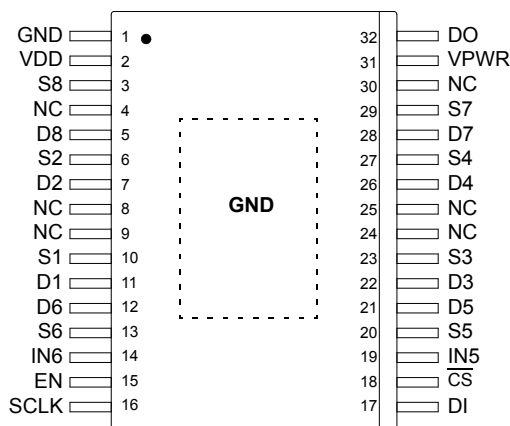 GND 1 32 DO
VDD 2 31 VPWR
S8 3 30 NC
NC 4 29 S7
D8 5 28 D7
S2 6 27 S4
D2 7 26 D4
NC 8 GND 25 NC
NC 9 24 NC
S1 10 23 S3
D1 11 22 D3
D6 12 21 D5
S6 13 20 S5
IN6 14 19 IN5
EN 15 18 C̅S̅
SCLK 16 17 DI